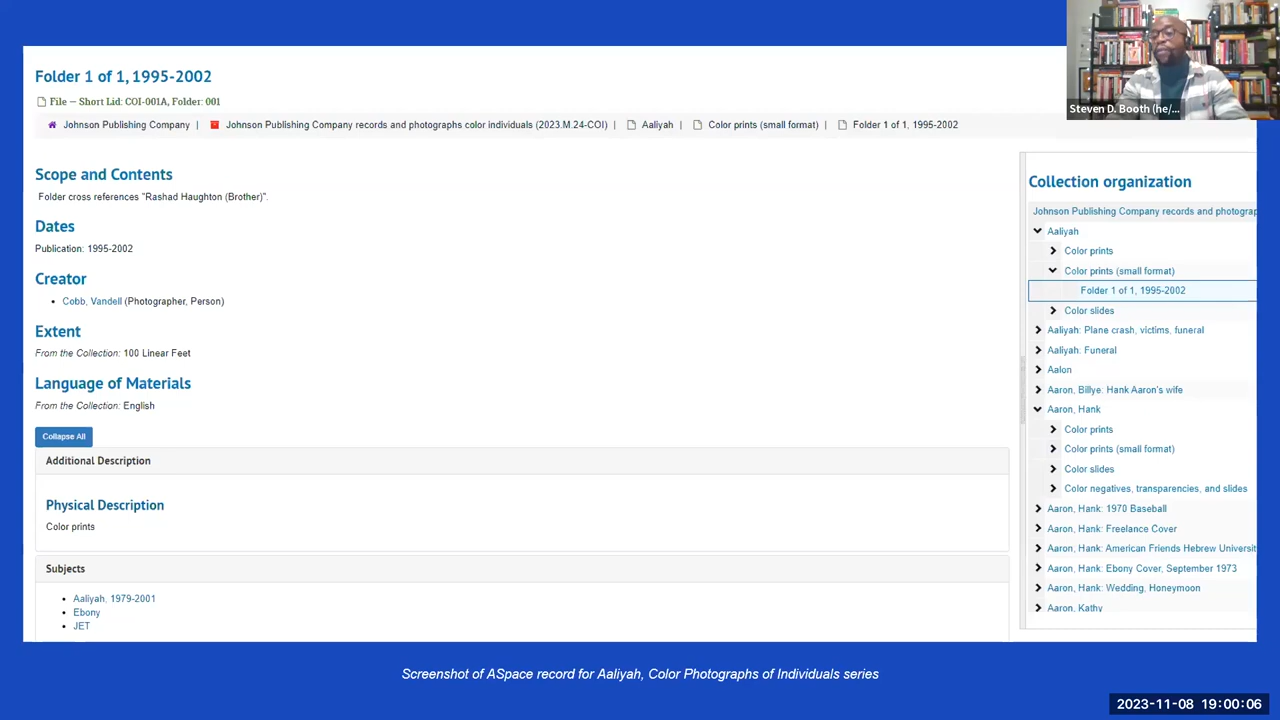 Folder 1 of 1, 1995-2002
File — Short Lid: COI-001A, Folder: 001
Johnson Publishing Company | Johnson Publishing Company records and photographs color individuals (2023.M.24-COI) | Aaliyah | Color prints (small format) | Folder 1 of 1, 1995-2002
Steven D. Booth (he/...
Scope and Contents
Folder cross references "Rashad Haughton (Brother)".
Dates
Publication: 1995-2002
Creator
Cobb, Vandell (Photographer, Person)
Extent
From the Collection: 100 Linear Feet
Language of Materials
From the Collection: English
Collapse All
Additional Description
Physical Description
Color prints
Subjects
Aaliyah, 1979-2001
Ebony
JET
Collection organization
Johnson Publishing Company records and photograp
Aaliyah
Color prints
Color prints (small format)
Folder 1 of 1, 1995-2002
Color slides
Aaliyah: Plane crash, victims, funeral
Aaliyah. Funeral
Aalon
Aaron, Billye: Hank Aaron's wife
Aaron, Hank
Color prints
Color prints (small format)
Color slides
Color negatives, transparencies, and slides
Aaron, Hank: 1970 Baseball
Aaron, Hank: Freelance Cover
Aaron, Hank: American Friends Hebrew Universit
Aaron, Hank: Ebony Cover, September 1973
Aaron, Hank: Wedding, Honeymoon
Aaron, Kathy
Screenshot of ASpace record for Aaliyah, Color Photographs of Individuals series
2023-11-08 19:00:06